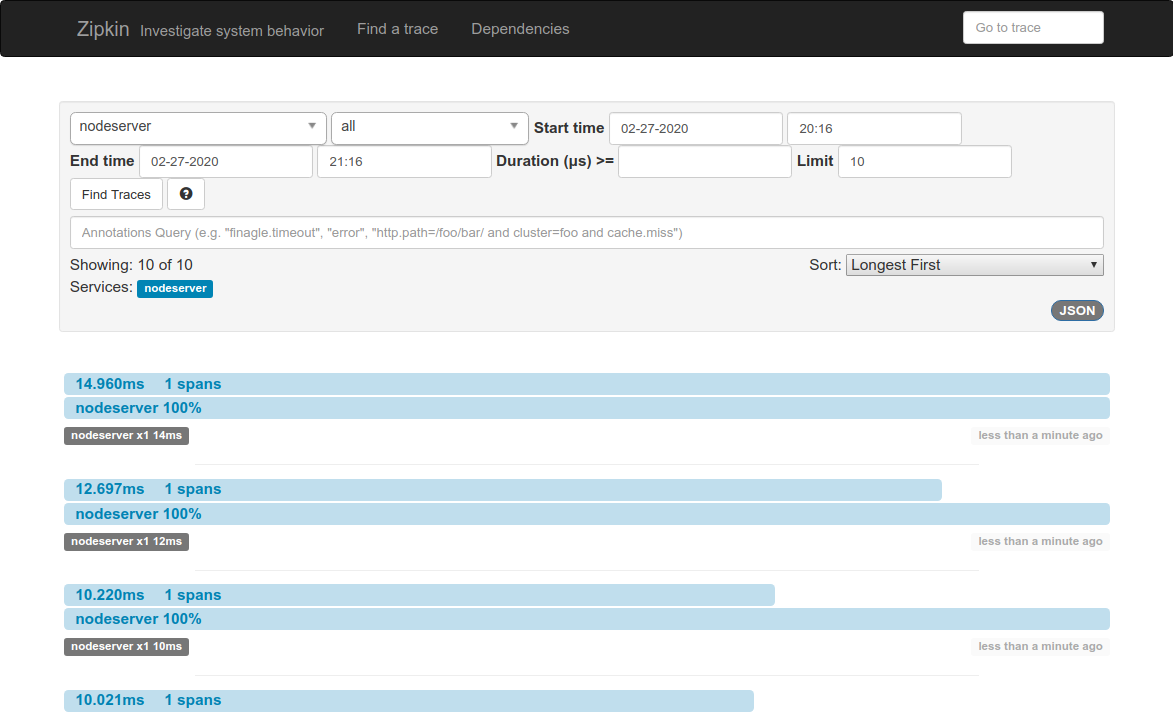 Zipkin Investigate system behavior Find a trace Dependencies Go to trace
nodeserver all Start time 02-27-2020 20:16
End time 02-27-2020 21:16 Duration (μs) >= Limit 10
Find Traces ?
Annotations Query (e.g. "finagle.timeout", "error", "http.path=/foo/bar/ and cluster=foo and cache.miss")
Showing: 10 of 10 Sort: Longest First
Services: nodeserver
JSON
14.960ms 1 spans
nodeserver 100%
nodeserver x1 14ms less than a minute ago
12.697ms 1 spans
nodeserver 100%
nodeserver x1 12ms less than a minute ago
10.220ms 1 spans
nodeserver 100%
nodeserver x1 10ms less than a minute ago
10.021ms 1 spans